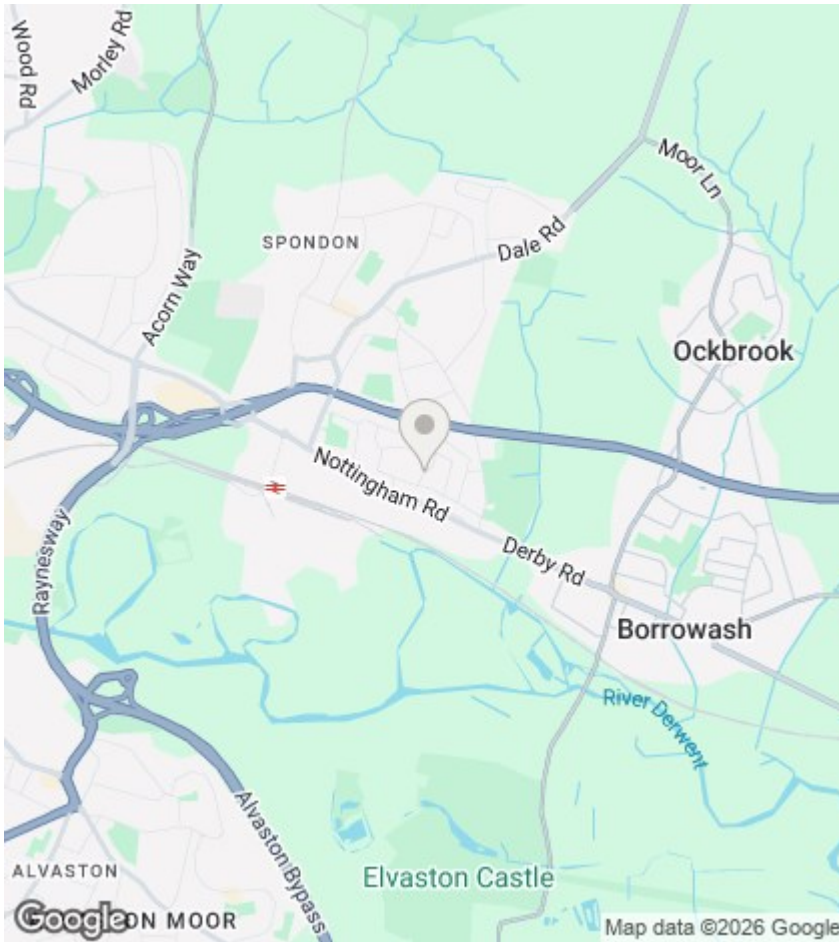 Wood Rd
Morley Rd
Moor Ln
SPONDON
Dale Rd
Acorn Way
Ockbrook
Nottingham Rd
Raynesway
Derby Rd
Borrowash
River Derwent
Alvaston Bypass
ALVASTON
Elvaston Castle
Google
ON MOOR
Map data ©2026 Google